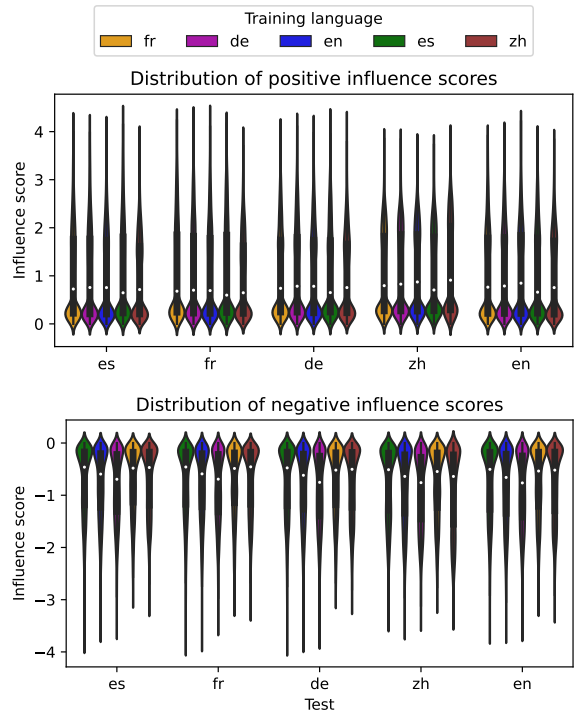 Training language
fr de en es zh
Distribution of positive influence scores
4
3
2
1
0
Influence score
es fr de zh en
Distribution of negative influence scores
−0
−1
−2
−3
−4
Influence score
es fr de zh en
Test